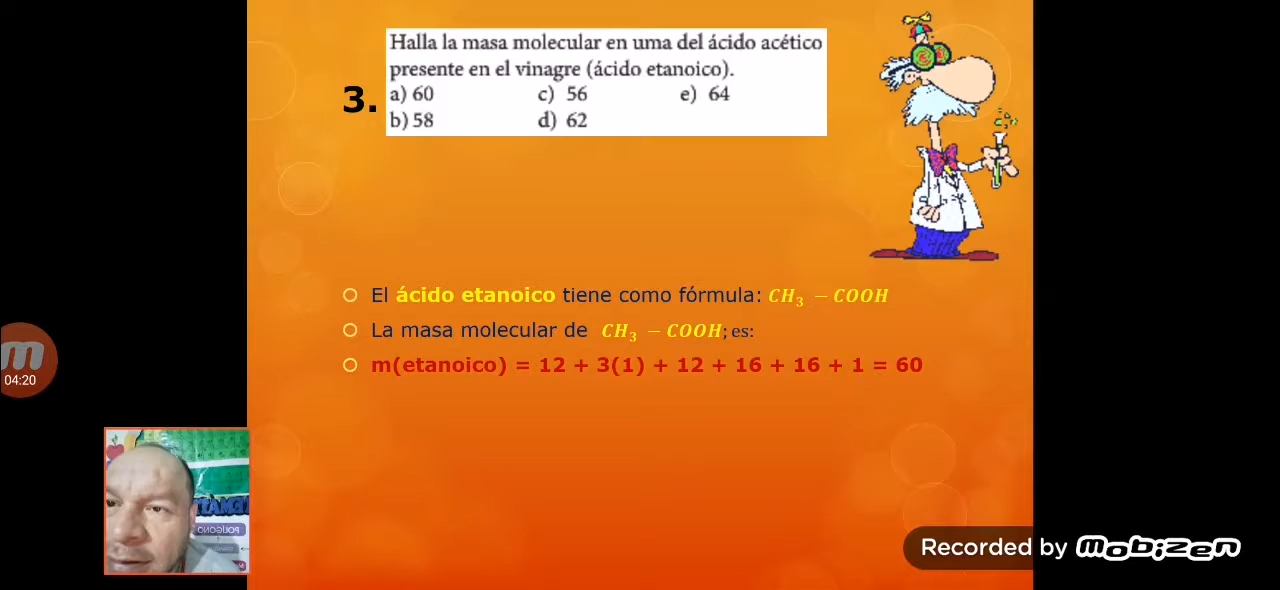 Halla la masa molecular en uma del ácido acético
presente en el vinagre (ácido etanoico).
3.
a) 60 c) 56 e) 64
b) 58 d) 62
El ácido etanoico tiene como fórmula: CH₃ – COOH
La masa molecular de CH₃ – COOH; es:
m(etanoico) = 12 + 3(1) + 12 + 16 + 16 + 1 = 60
m
04:20
POLÍGONO
Recorded by Mobizen